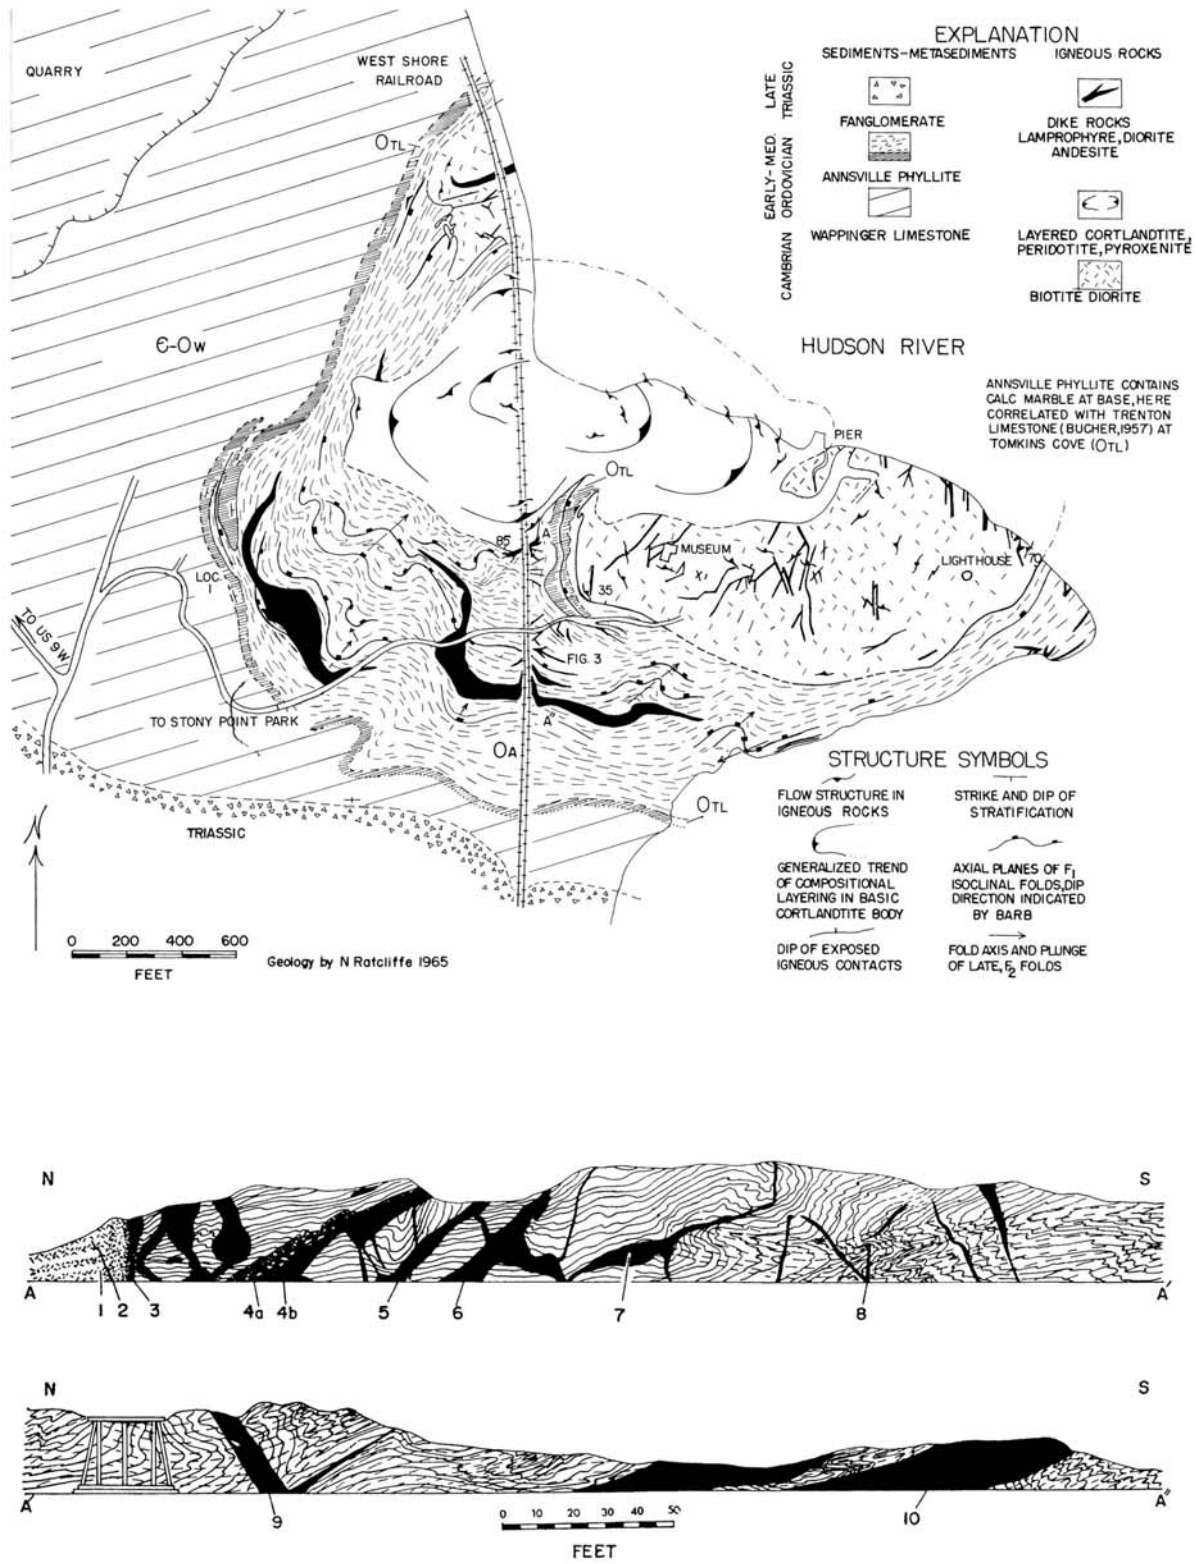 EXPLANATION
SEDIMENTS-METASEDIMENTS
IGNEOUS ROCKS
LATE
TRIASSIC
EARLY-MED.
ORDOVICIAN
CAMBRIAN
FANGLOMERATE
ANNSVILLE PHYLLITE
WAPPINGER LIMESTONE
DIKE ROCKS
LAMPROPHYRE, DIORITE
ANDESITE
LAYERED CORTLANDTITE,
PERIDOTITE, PYROXENITE
BIOTITE DIORITE
QUARRY
WEST SHORE
RAILROAD
OTL
Є-OW
HUDSON RIVER
ANNSVILLE PHYLLITE CONTAINS
CALC MARBLE AT BASE, HERE
CORRELATED WITH TRENTON
LIMESTONE (BUCHER, 1957) AT
TOMKINS COVE (OTL)
PIER
OTL
85
A
MUSEUM
LIGHTHOUSE
70
35
LOC.
1
TO US 9W
FIG. 3
TO STONY POINT PARK
A"
OA
OTL
TRIASSIC
N
0 200 400 600
FEET
Geology by N Ratcliffe 1965
STRUCTURE SYMBOLS
FLOW STRUCTURE IN
IGNEOUS ROCKS
STRIKE AND DIP OF
STRATIFICATION
GENERALIZED TREND
OF COMPOSITIONAL
LAYERING IN BASIC
CORTLANDTITE BODY
AXIAL PLANES OF F1
ISOCLINAL FOLDS, DIP
DIRECTION INDICATED
BY BARB
DIP OF EXPOSED
IGNEOUS CONTACTS
FOLD AXIS AND PLUNGE
OF LATE, F2 FOLDS
N
S
A
A'
1 2 3 4a 4b 5 6 7 8
N
S
A'
A"
9
10
0 10 20 30 40 50
FEET